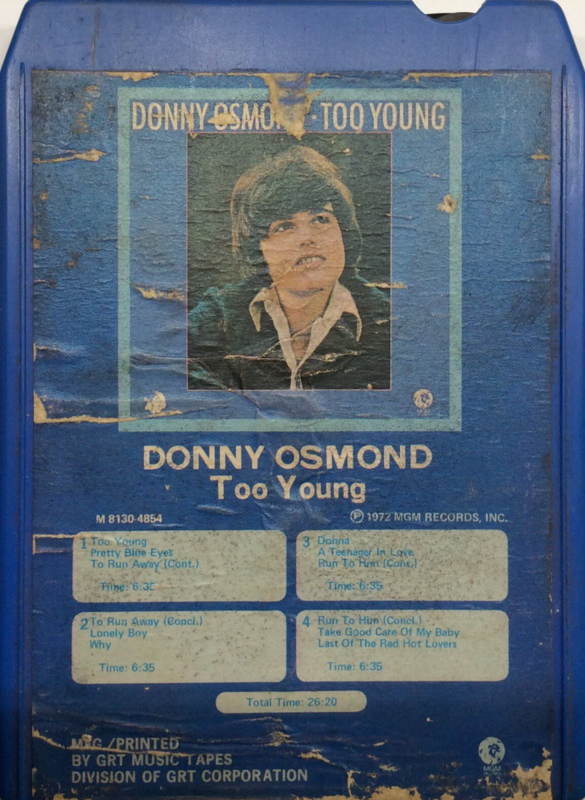 DONNY OSMOND · TOO YOUNG
DONNY OSMOND
Too Young
M 8130-4854
Ⓟ 1972 MGM RECORDS, INC.
1 Too Young
Pretty Blue Eyes
To Run Away (Cont.)
Time: 6:35
2 To Run Away (Concl.)
Lonely Boy
Why
Time: 6:35
3 Donna
A Teenager In Love
Run To Him (Cont.)
Time: 6:35
4 Run To Him (Concl.)
Take Good Care Of My Baby
Last Of The Red Hot Lovers
Time: 6:35
Total Time: 26:20
MFG./PRINTED
BY GRT MUSIC TAPES
DIVISION OF GRT CORPORATION
MGM